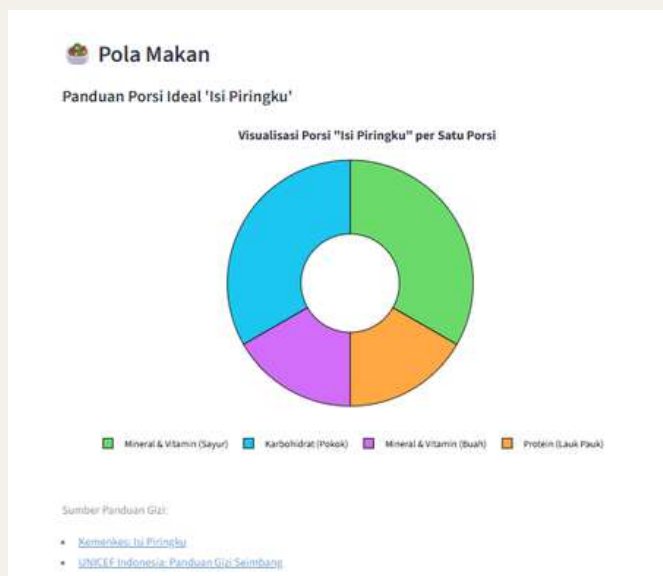 Pola Makan
Panduan Porsi Ideal 'Isi Piringku'
Visualisasi Porsi "Isi Piringku" per Satu Porsi
Mineral & Vitamin (Sayur) Karbohidrat (Pokok) Mineral & Vitamin (Buah) Protein (Lauk Pauk)
Sumber Panduan Gizi:
Kemenkes: Isi Piringku
UNICEF Indonesia: Panduan Gizi Seimbang